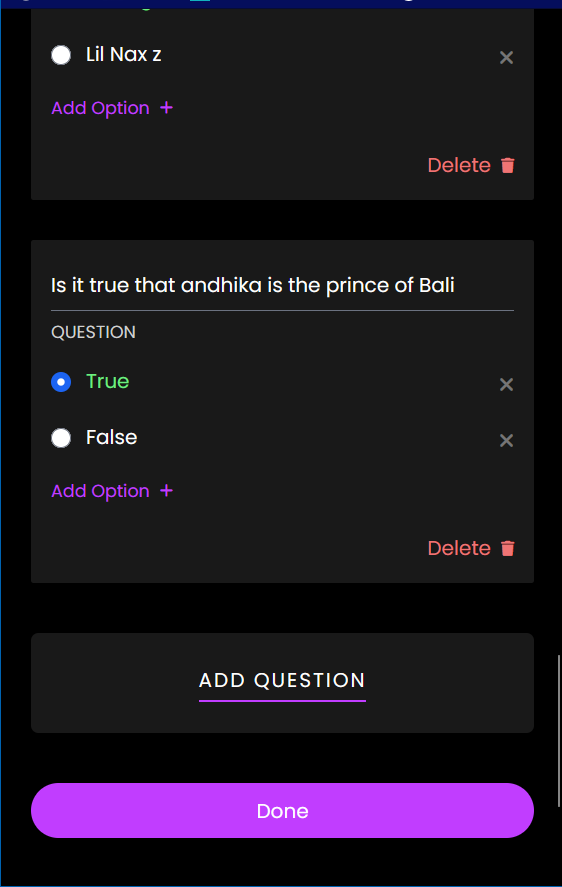 Lil Nax z
Add Option +
Delete
Is it true that andhika is the prince of Bali
QUESTION
True
False
Add Option +
Delete
ADD QUESTION
Done